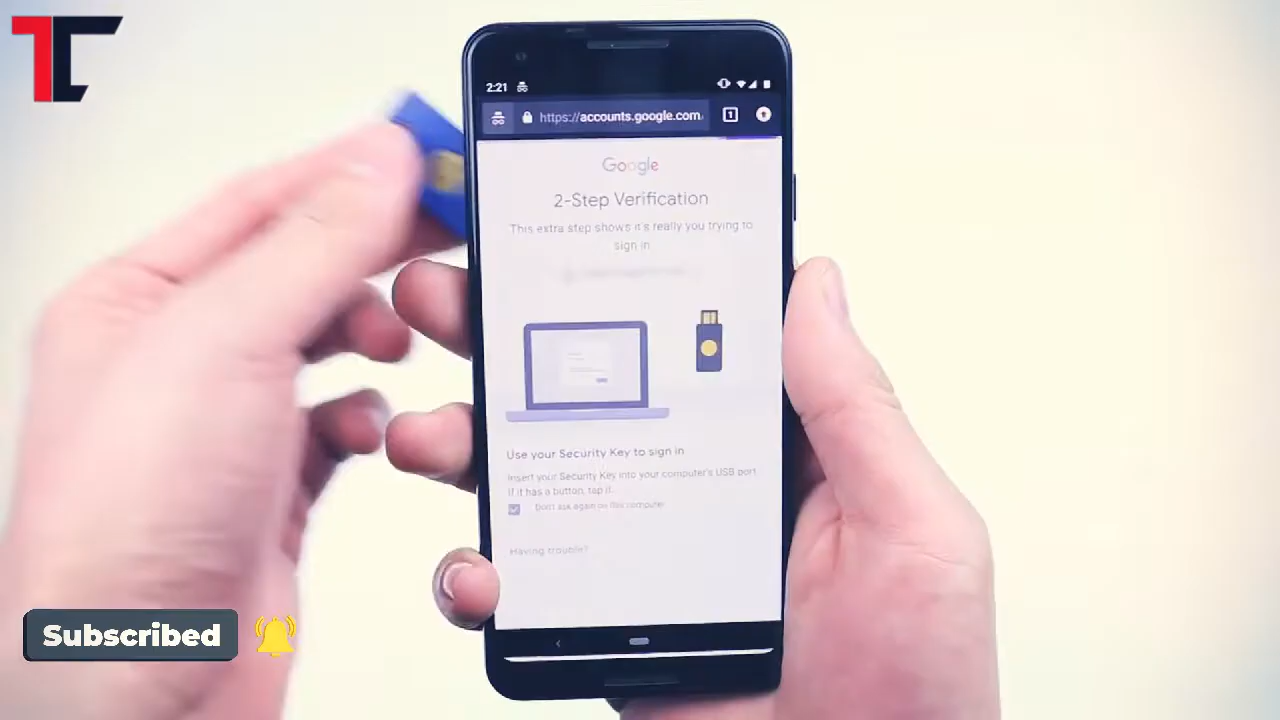 TC
2:21
https://accounts.google.com
1
Google
2-Step Verification
This extra step shows it's really you trying to
sign in
Use your Security Key to sign in
Insert your Security Key into your computer's USB port.
If it has a button, tap it.
Don't ask again on this computer
Having trouble?
Subscribed